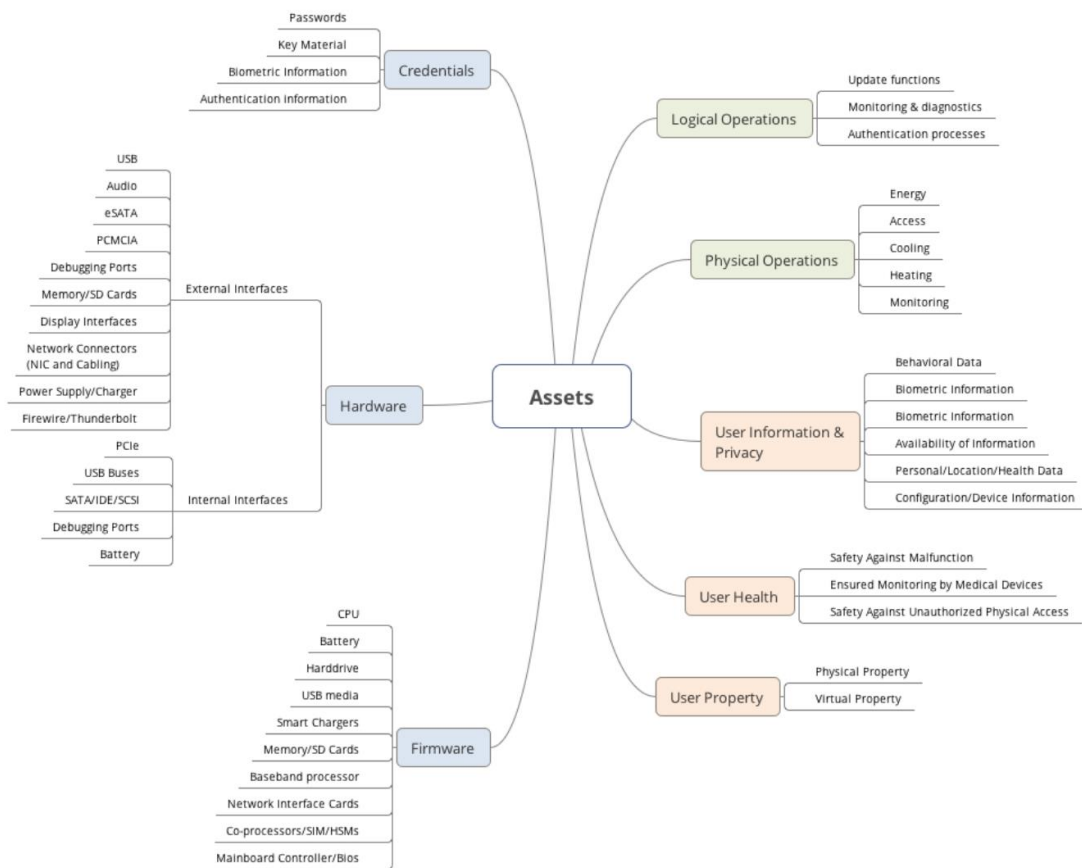 Passwords
Key Material
Biometric Information
Authentication information
Credentials
USB
Audio
eSATA
PCMCIA
Debugging Ports
Memory/SD Cards
Display Interfaces
Network Connectors
(NIC and Cabling)
Power Supply/Charger
Firewire/Thunderbolt
External Interfaces
PCIe
USB Buses
SATA/IDE/SCSI
Debugging Ports
Battery
Internal Interfaces
Hardware
CPU
Battery
Harddrive
USB media
Smart Chargers
Memory/SD Cards
Baseband processor
Network Interface Cards
Co-processors/SIM/HSMs
Mainboard Controller/Bios
Firmware
Assets
Logical Operations
Update functions
Monitoring & diagnostics
Authentication processes
Physical Operations
Energy
Access
Cooling
Heating
Monitoring
User Information &
Privacy
Behavioral Data
Biometric Information
Biometric Information
Availability of Information
Personal/Location/Health Data
Configuration/Device Information
User Health
Safety Against Malfunction
Ensured Monitoring by Medical Devices
Safety Against Unauthorized Physical Access
User Property
Physical Property
Virtual Property